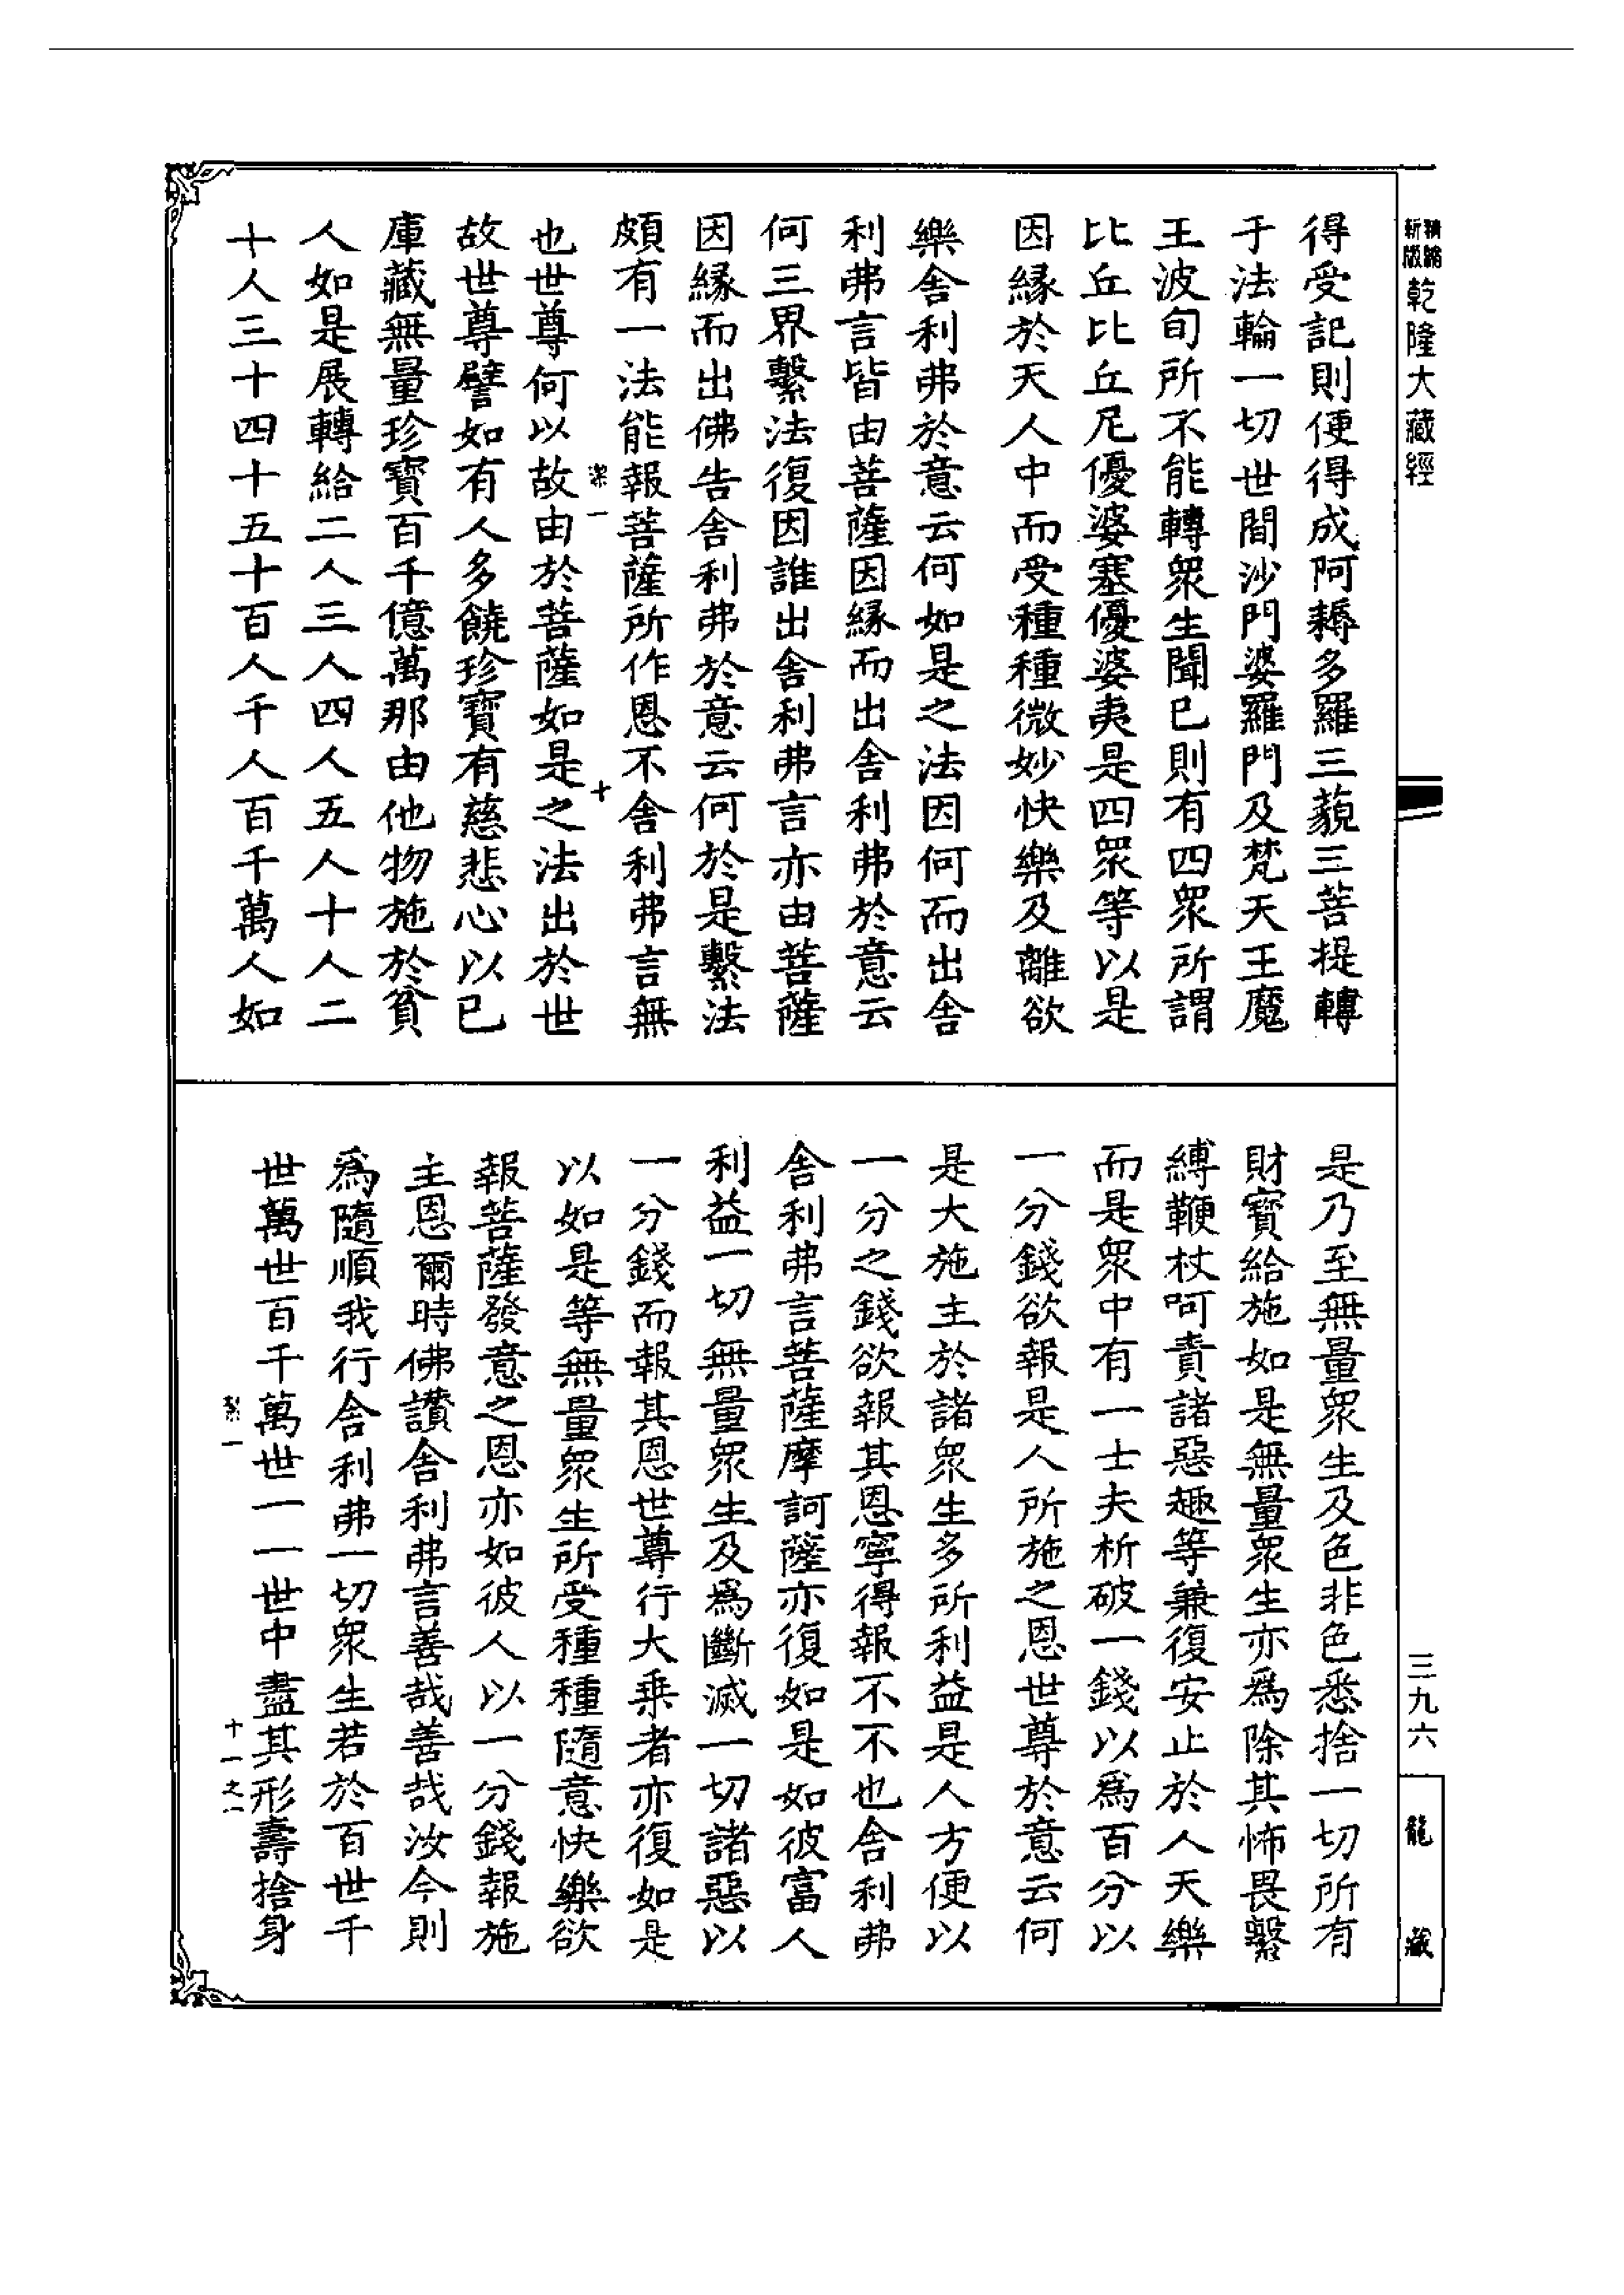 精縮
新版
乾隆大藏經
得受記則便得成阿耨多羅三藐三菩提轉
于法輪一切世間沙門婆羅門及梵天王魔
王波旬所不能轉眾生聞已則有四眾所謂
比丘比丘尼優婆塞優婆夷是四眾等以是
因緣於天人中而受種種微妙快樂及離欲
樂舍利弗於意云何如是之法因何而出舍
利弗言皆由菩薩因緣而出舍利弗於意云
何三界繫法復因誰出舍利弗言亦由菩薩
因緣而出佛告舍利弗於意云何於是繫法
頗有一法能報菩薩所作恩不舍利弗言無
潔一
十
也世尊何以故由於菩薩如是之法出於世
故世尊譬如有人多饒珍寶有慈悲心以已
庫藏無量珍寶百千億萬那由他物施於貧
人如是展轉給二人三人四人五人十人二
十人三十四十五十百人千人百千萬人如
是乃至無量眾生及色非色悉捨一切所有
財寶給施如是無量眾生亦為除其怖畏繫
縛鞭杖呵責諸惡趣等兼復安止於人天樂
而是眾中有一士夫析破一錢以為百分以
一分錢欲報是人所施之恩世尊於意云何
是大施主於諸眾生多所利益是人方便以
一分之錢欲報其恩寧得報不不也舍利弗
舍利弗言菩薩摩訶薩亦復如是如彼富人
利益一切無量眾生及為斷滅一切諸惡以
一分錢而報其恩世尊行大乘者亦復如是
以如是等無量眾生所受種種隨意快樂欲
報菩薩發意之恩亦如彼人以一分錢報施
主恩爾時佛讚舍利弗言善哉善哉汝今則
為隨順我行舍利弗一切眾生若於百世千
世萬世百千萬世一一世中盡其形壽捨身
潔一
十一之一
三九六
龍藏